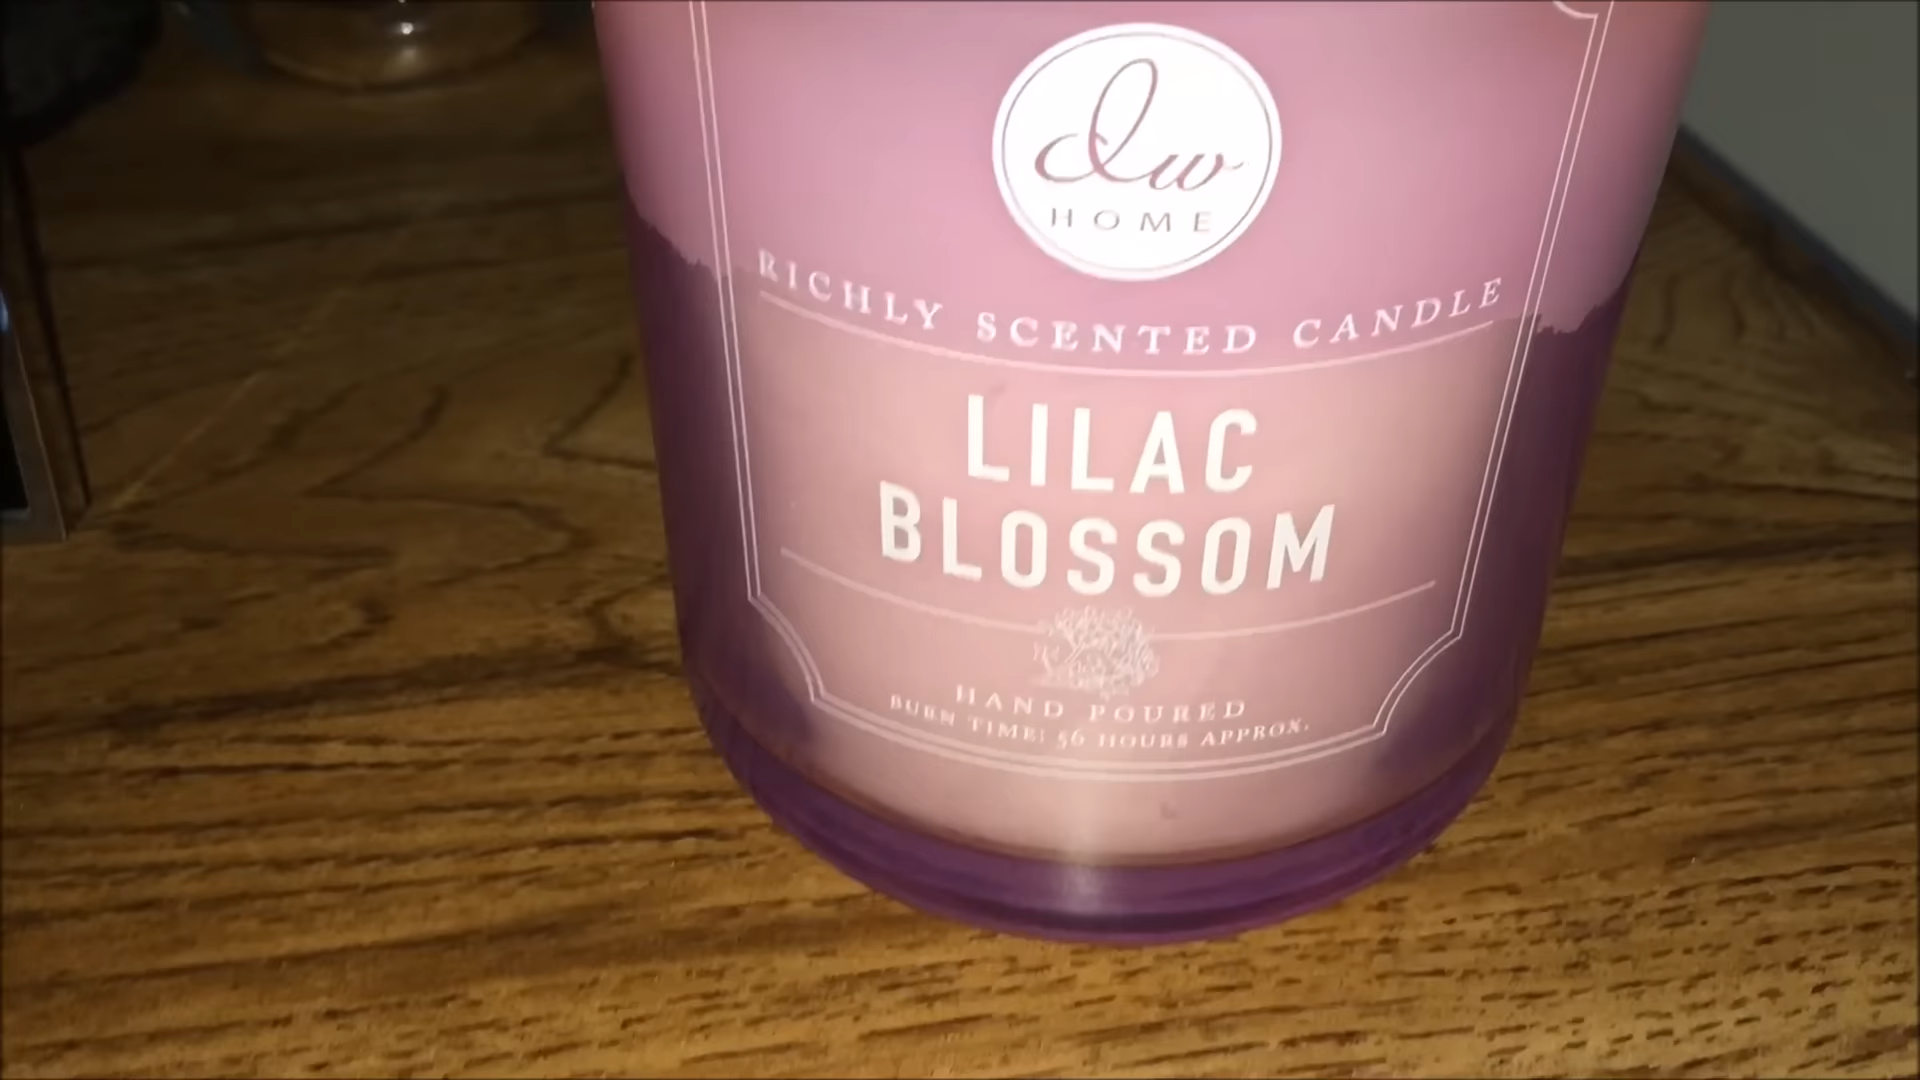 dw
HOME
RICHLY SCENTED CANDLE
LILAC
BLOSSOM
HAND POURED
BURN TIME: 56 HOURS APPROX.